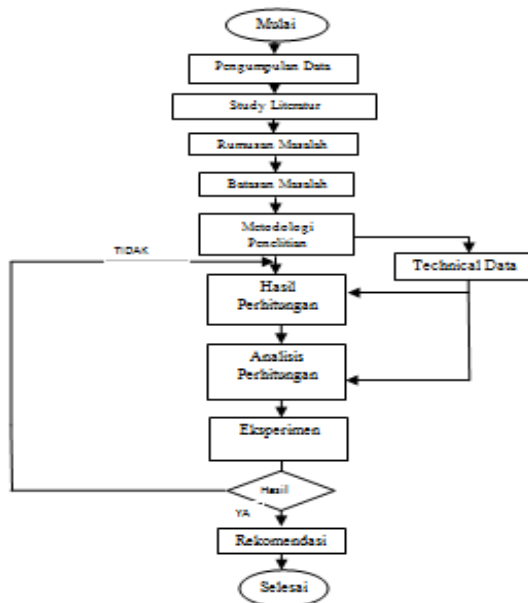 Mulai
Pengumpulan Data
Study Literatur
Rumusan Masalah
Batasan Masalah
Metodologi
Penelitian
TIDAK
Technical Data
Hasil
Perhitungan
Analisis
Perhitungan
Eksperimen
Hasil
YA
Rekomendasi
Selesai